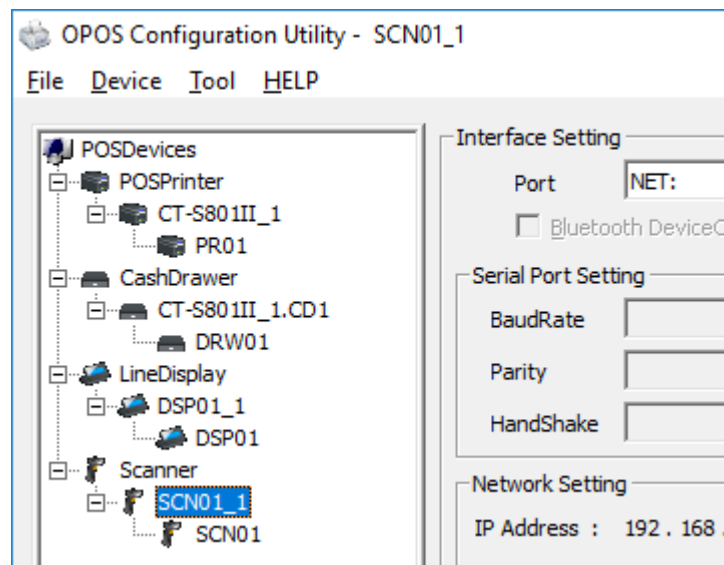 OPOS Configuration Utility - SCN01_1
File Device Tool HELP
POSDevices
POSPrinter
CT-S801II_1
PR01
CashDrawer
CT-S801II_1.CD1
DRW01
LineDisplay
DSP01_1
DSP01
Scanner
SCN01_1
SCN01
Interface Setting
Port NET:
Bluetooth Device
Serial Port Setting
BaudRate
Parity
HandShake
Network Setting
IP Address : 192 . 168 .